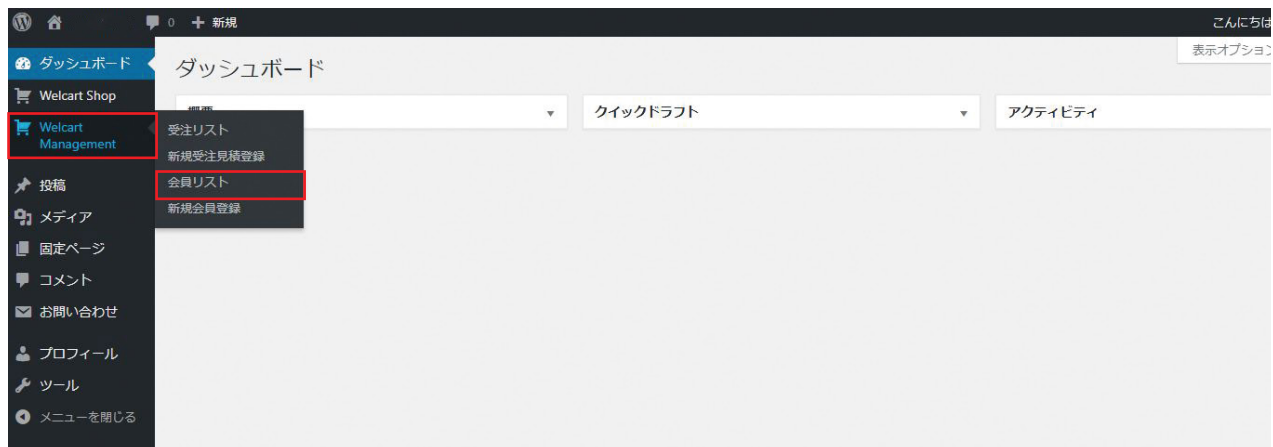 0 新規
こんにちは
表示オプション
ダッシュボード
Welcart Shop
Welcart
Management
投稿
メディア
固定ページ
コメント
お問い合わせ
プロフィール
ツール
メニューを閉じる
受注リスト
新規受注見積登録
会員リスト
新規会員登録
ダッシュボード
概要
クイックドラフト
アクティビティ